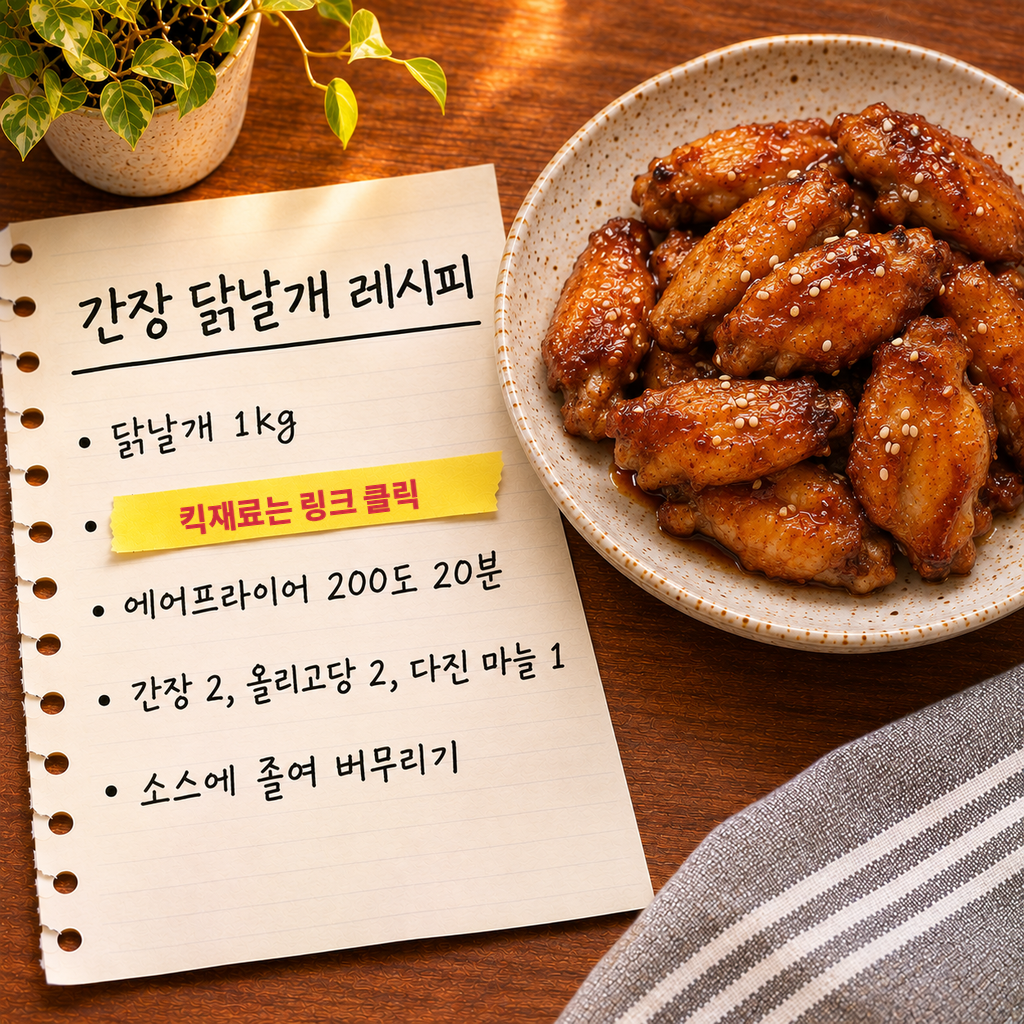 간장 닭날개 레시피
• 닭날개 1kg
• 킥재료는 링크 클릭
• 에어프라이어 200도 20분
• 간장 2, 올리고당 2, 다진 마늘 1
• 소스에 졸여 버무리기